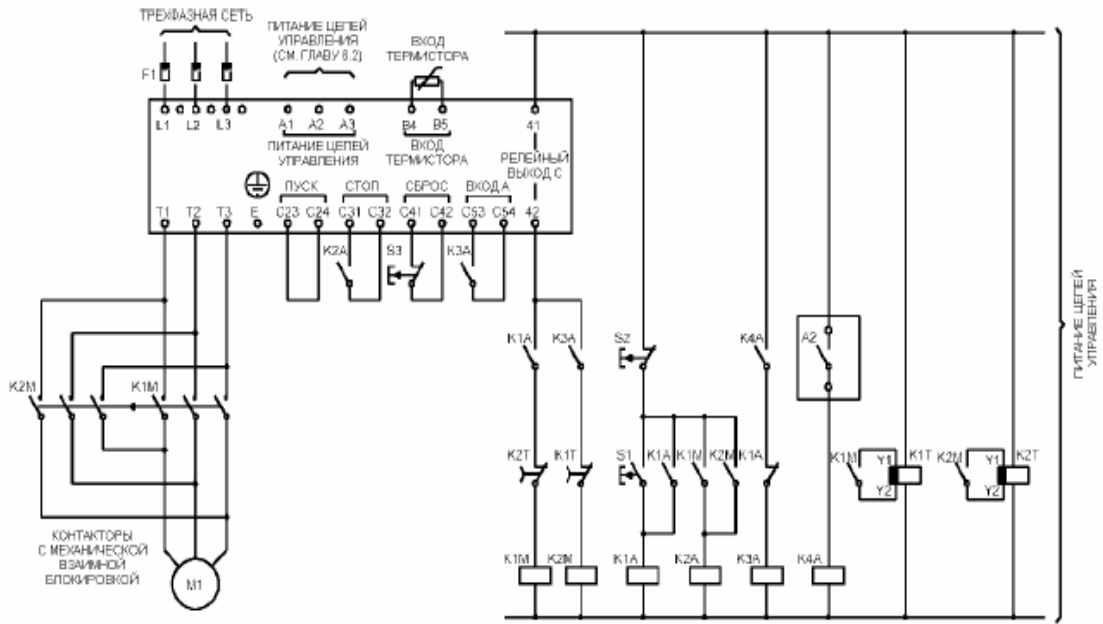 ТРЕХФАЗНАЯ СЕТЬ
ПИТАНИЕ ЦЕПЕЙ
УПРАВЛЕНИЯ
(СМ. ГЛАВУ 8.2)
ВХОД
ТЕРМИСТОРА
F1
L1 L2 L3 A1 A2 A3 B4 B5 41
ПИТАНИЕ ЦЕПЕЙ
УПРАВЛЕНИЯ
ВХОД
ТЕРМИСТОРА
РЕЛЕЙНЫЙ
ВЫХОД С
ПУСК СТОП СБРОС ВХОД А
T1 T2 T3 E C23 C24 C31 C32 C41 C42 C53 C54 42
K2A S3 K3A
K1A K3A S2 K4A A2
K2M K1M
K2T K1T S1 K1A K1M K2M K1A K1M Y1 K1T K2M Y1 K2T
Y2 Y2
K1M K2M K1A K2A K3A K4A
КОНТАКТОРЫ
С МЕХАНИЧЕСКОЙ
ВЗАИМНОЙ
БЛОКИРОВКОЙ
M1
ПИТАНИЕ ЦЕПЕЙ
УПРАВЛЕНИЯ